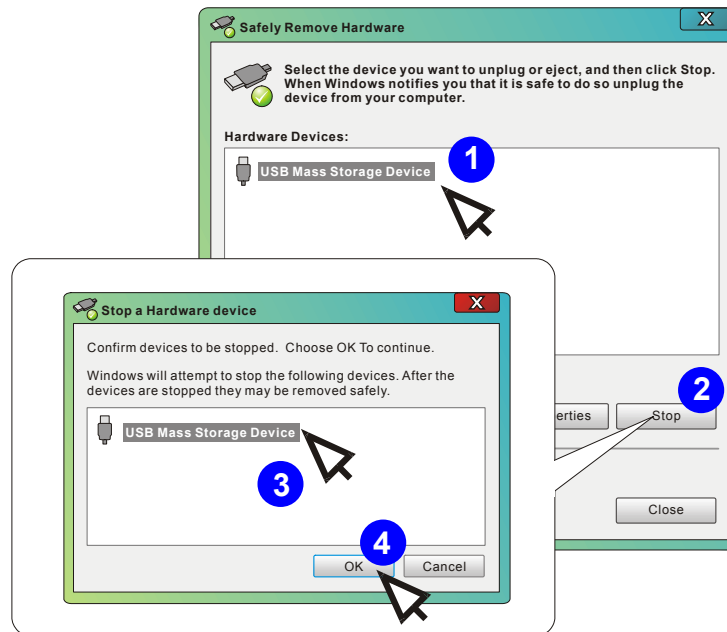 Safely Remove Hardware
X
Select the device you want to unplug or eject, and then click Stop.
When Windows notifies you that it is safe to do so unplug the
device from your computer.
Hardware Devices:
1
USB Mass Storage Device
2
erties
Stop
Close
Stop a Hardware device
X
Confirm devices to be stopped. Choose OK To continue.
Windows will attempt to stop the following devices. After the
devices are stopped they may be removed safely.
USB Mass Storage Device
3
4
OK
Cancel